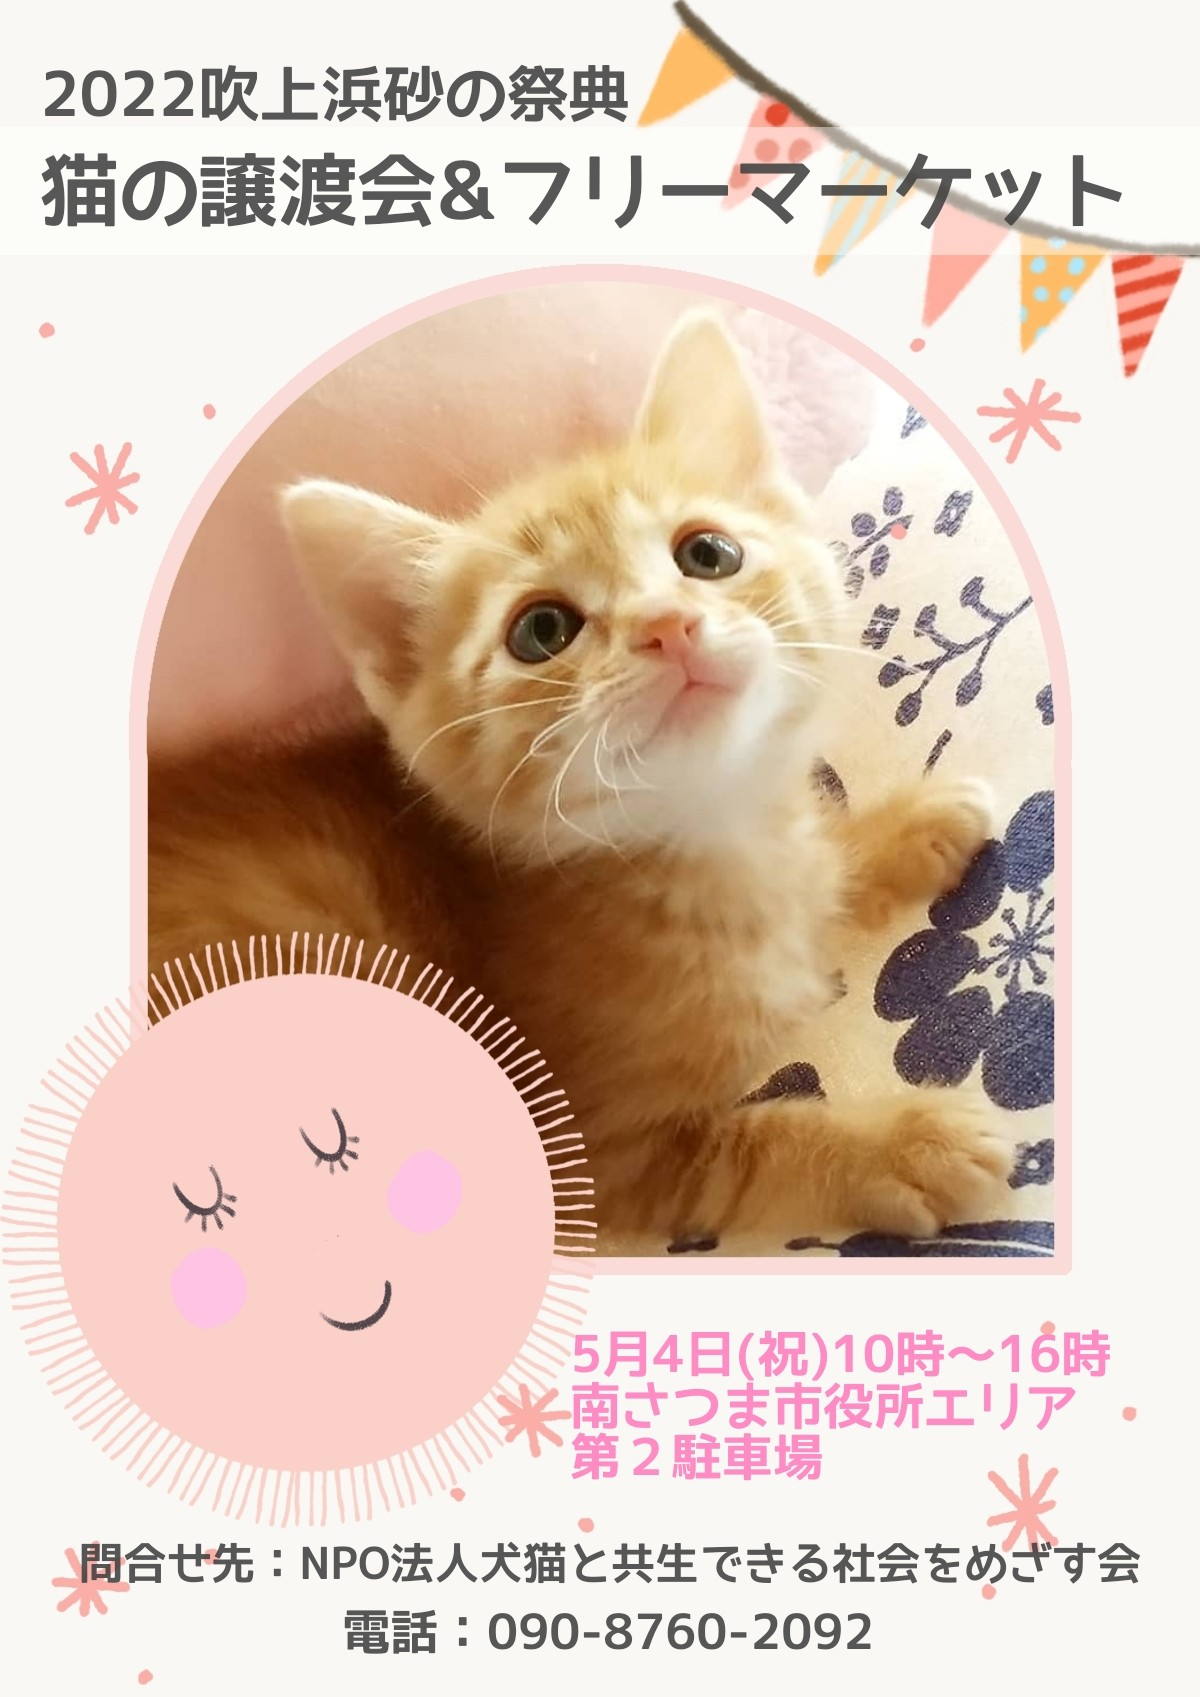 2022吹上浜砂の祭典
猫の譲渡会&フリーマーケット
5月4日(祝)10時～16時
南さつま市役所エリア
第２駐車場
問合せ先：NPO法人犬猫と共生できる社会をめざす会
電話：090-8760-2092